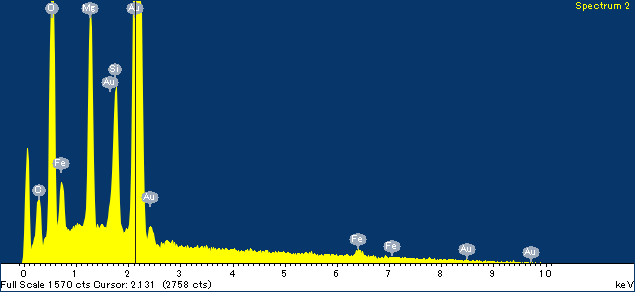 Spectrum 2
O Mg Au
Si
Au
Fe
O Au
Fe Fe Au Au
0 1 2 3 4 5 6 7 8 9 10
Full Scale 1570 cts Cursor: 2.131 (2758 cts) keV